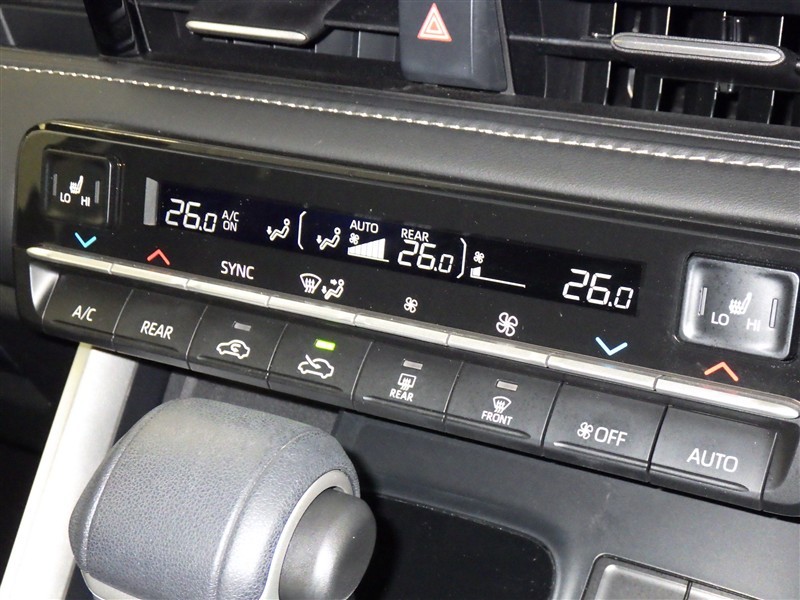 LO HI
26.0 A/C ON AUTO REAR 26.0 26.0
LO HI
SYNC
A/C REAR REAR FRONT OFF AUTO